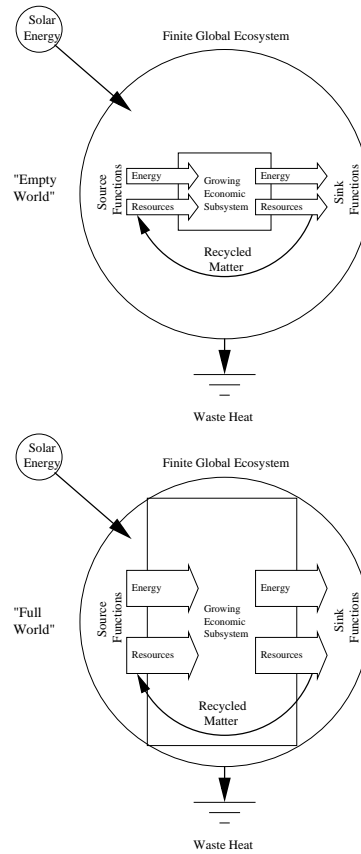 Solar
Energy
Finite Global Ecosystem
"Empty
World"
Source
Functions
Energy
Resources
Growing
Economic
Subsystem
Energy
Resources
Sink
Functions
Recycled
Matter
Waste Heat
Solar
Energy
Finite Global Ecosystem
"Full
World"
Source
Functions
Energy
Resources
Growing
Economic
Subsystem
Energy
Resources
Sink
Functions
Recycled
Matter
Waste Heat